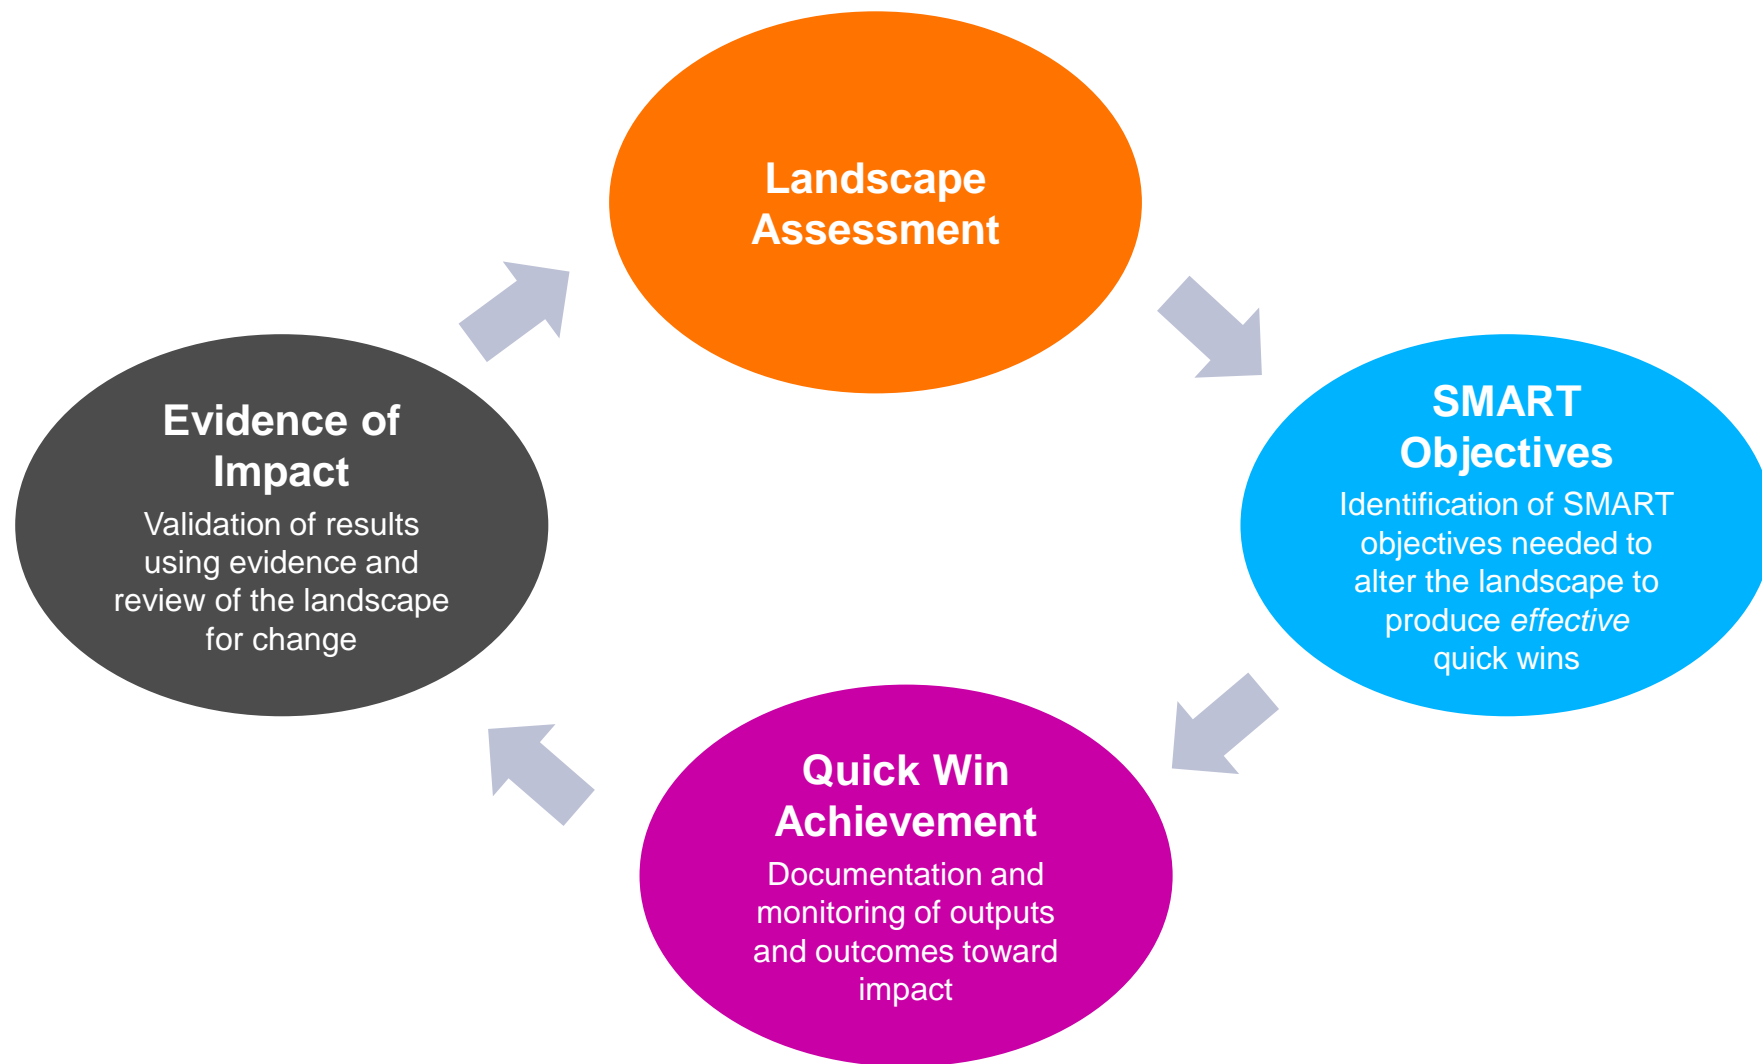 Landscape
Assessment
SMART
Objectives
Identification of SMART
objectives needed to
alter the landscape to
produce effective
quick wins
Quick Win
Achievement
Documentation and
monitoring of outputs
and outcomes toward
impact
Evidence of
Impact
Validation of results
using evidence and
review of the landscape
for change